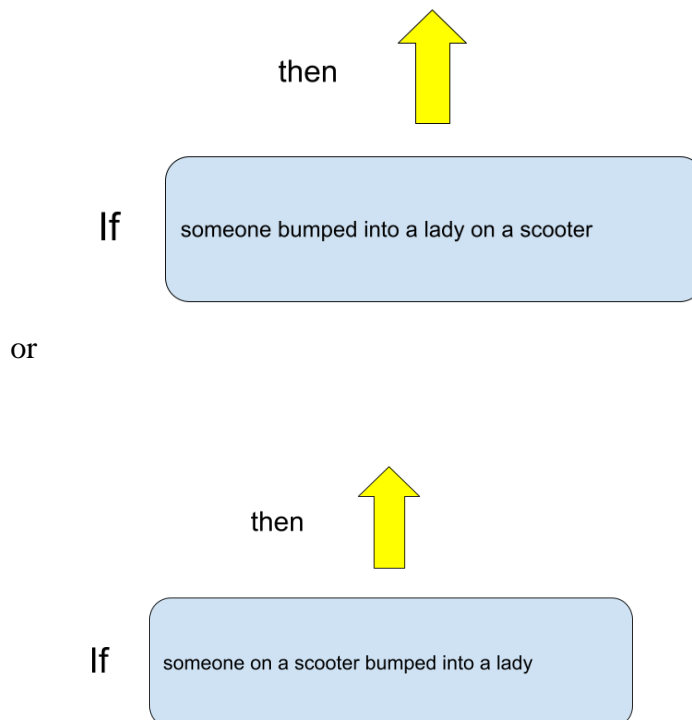 then
If someone bumped into a lady on a scooter
or
then
If someone on a scooter bumped into a lady